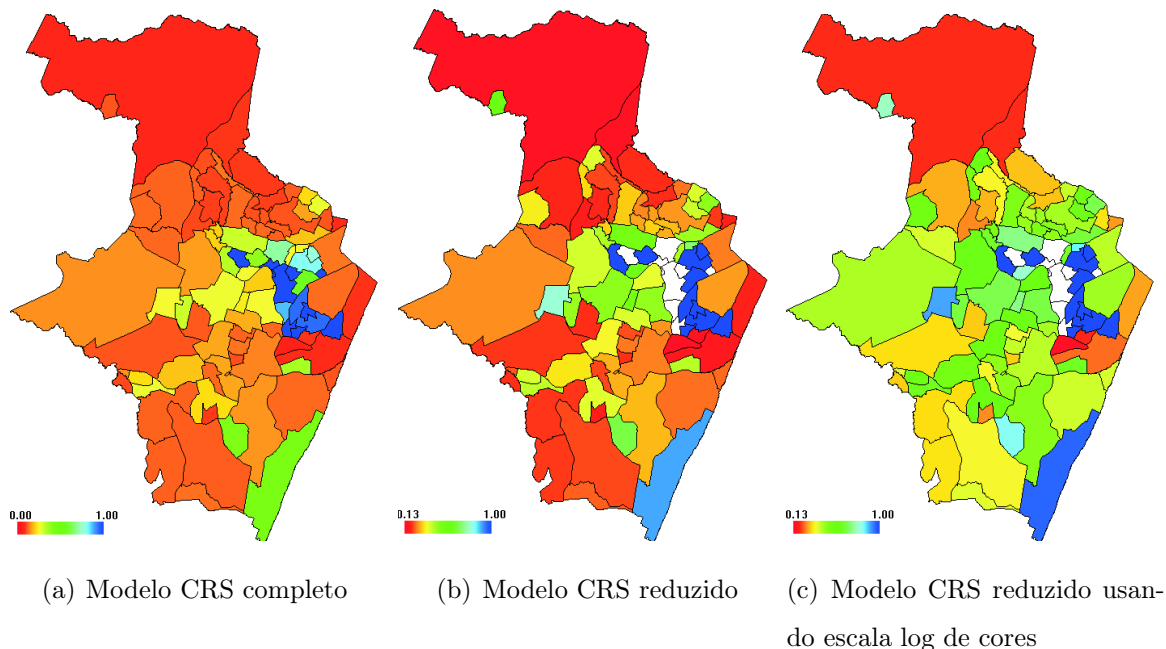 0.00 1.00
0.13 1.00
0.13 1.00
(a) Modelo CRS completo
(b) Modelo CRS reduzido
(c) Modelo CRS reduzido usan-
do escala log de cores